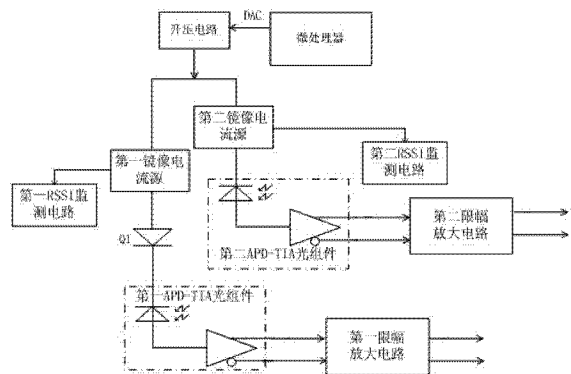 升压电路
DAC
微处理器
第二镜像电
流源
第一镜像电
流源
第二RSSI监
测电路
第一RSSI监
测电路
Q1
第二APD-TIA光组件
第二限幅
放大电路
第一APD-TIA光组件
第一限幅
放大电路